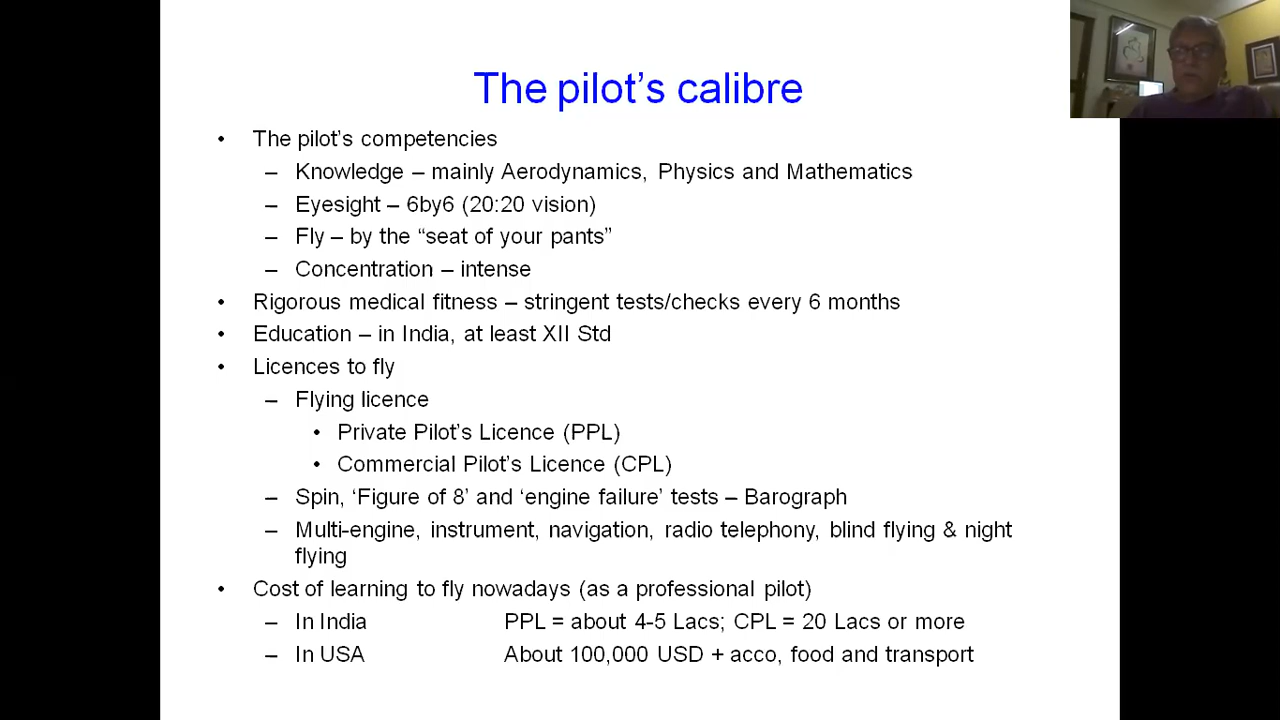 The pilot's calibre
• The pilot's competencies
– Knowledge – mainly Aerodynamics, Physics and Mathematics
– Eyesight – 6by6 (20:20 vision)
– Fly – by the “seat of your pants”
– Concentration – intense
• Rigorous medical fitness – stringent tests/checks every 6 months
• Education – in India, at least XII Std
• Licences to fly
– Flying licence
• Private Pilot's Licence (PPL)
• Commercial Pilot's Licence (CPL)
– Spin, ‘Figure of 8’ and ‘engine failure’ tests – Barograph
– Multi-engine, instrument, navigation, radio telephony, blind flying & night
flying
• Cost of learning to fly nowadays (as a professional pilot)
– In India PPL = about 4-5 Lacs; CPL = 20 Lacs or more
– In USA About 100,000 USD + acco, food and transport